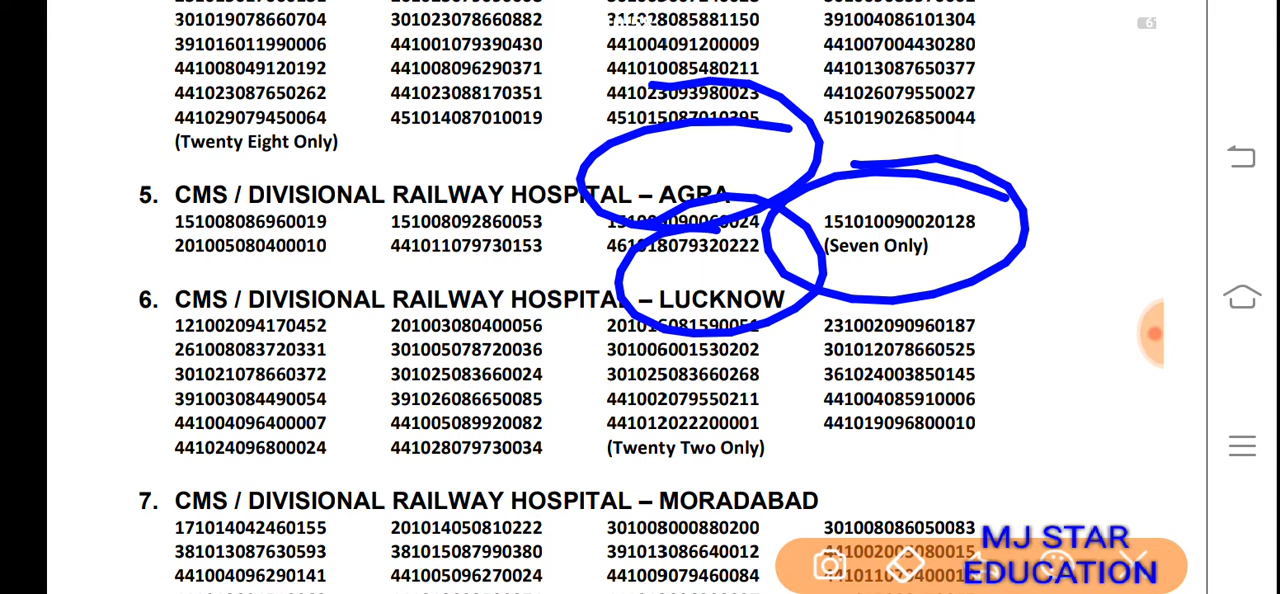 301019078660704 301023078660882 311028085881150 391004086101304
391016011990006 441001079390430 441004091200009 441007004430280
441008049120192 441008096290371 441010085480211 441013087650377
441023087650262 441023088170351 441023093980023 441026079550027
441029079450064 451014087010019 451015087010395 451019026850044
(Twenty Eight Only)
5. CMS / DIVISIONAL RAILWAY HOSPITAL – AGRA
151008086960019 151008092860053 151010090020128
201005080400010 441011079730153 461018079320222 (Seven Only)
6. CMS / DIVISIONAL RAILWAY HOSPITAL – LUCKNOW
121002094170452 201003080400056 231002090960187
261008083720331 301005078720036 301006001530202 301012078660525
301021078660372 301025083660024 301025083660268 361024003850145
391003084490054 391026086650085 441002079550211 441004085910006
441004096400007 441005089920082 441012022200001 441019096800010
441024096800024 441028079730034 (Twenty Two Only)
7. CMS / DIVISIONAL RAILWAY HOSPITAL – MORADABAD
171014042460155 201014050810222 301008000880200 301008086050083
381013087630593 381015087990380 391013086640012
441004096290141 441005096270024 441009079460084
MJ STAR
EDUCATION